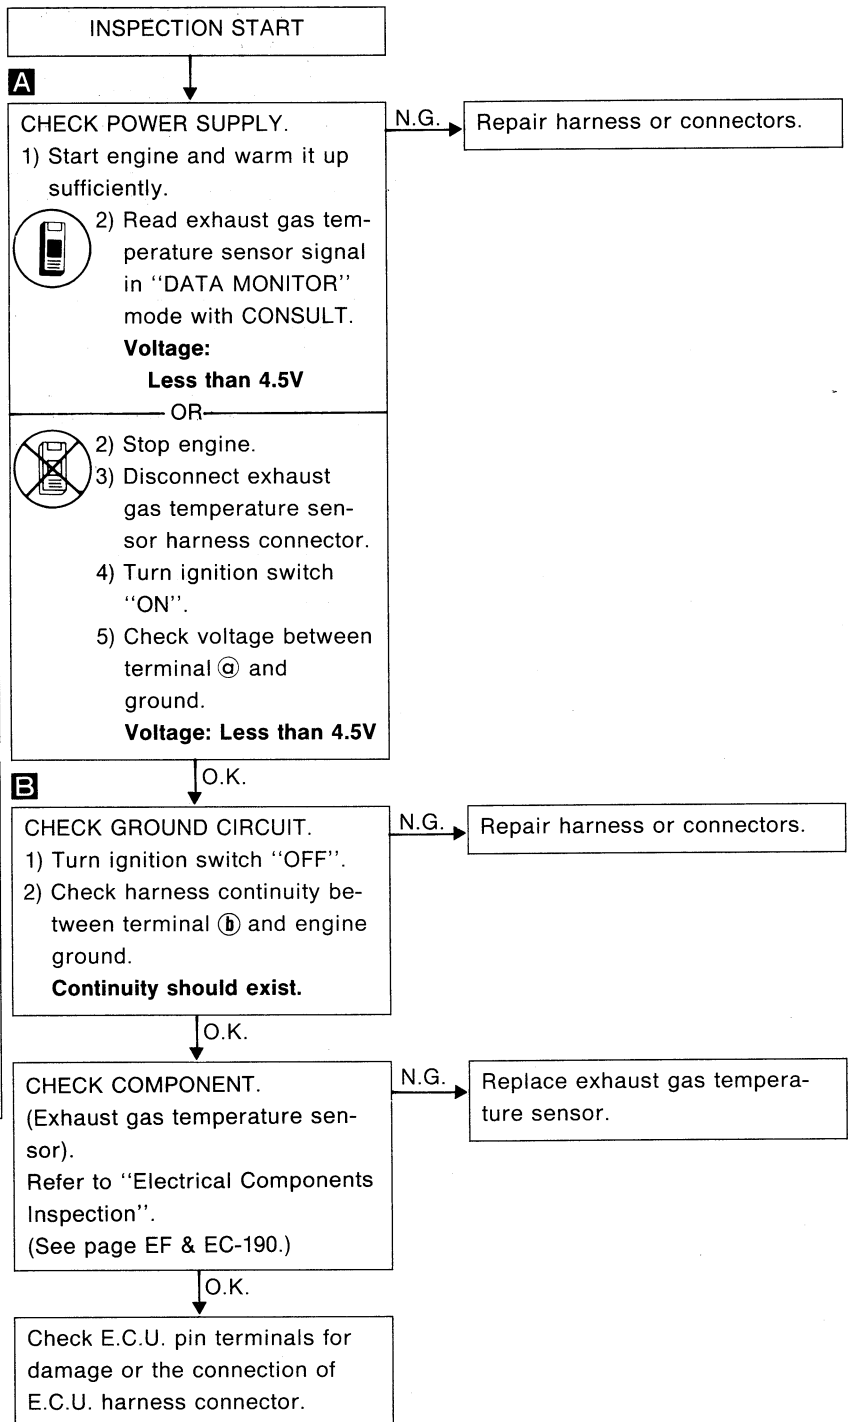 INSPECTION START
A
CHECK POWER SUPPLY.
N.G.
Repair harness or connectors.
1) Start engine and warm it up
sufficiently.
2) Read exhaust gas tem-
perature sensor signal
in ‘‘DATA MONITOR’’
mode with CONSULT.
Voltage:
Less than 4.5V
OR
2) Stop engine.
3) Disconnect exhaust
gas temperature sen-
sor harness connector.
4) Turn ignition switch
‘‘ON’’.
5) Check voltage between
terminal ⓐ and
ground.
Voltage: Less than 4.5V
O.K.
B
CHECK GROUND CIRCUIT.
N.G.
Repair harness or connectors.
1) Turn ignition switch ‘‘OFF’’.
2) Check harness continuity be-
tween terminal ⓑ and engine
ground.
Continuity should exist.
O.K.
CHECK COMPONENT.
(Exhaust gas temperature sen-
sor).
Refer to ‘‘Electrical Components
Inspection’’.
(See page EF & EC-190.)
N.G.
Replace exhaust gas tempera-
ture sensor.
O.K.
Check E.C.U. pin terminals for
damage or the connection of
E.C.U. harness connector.